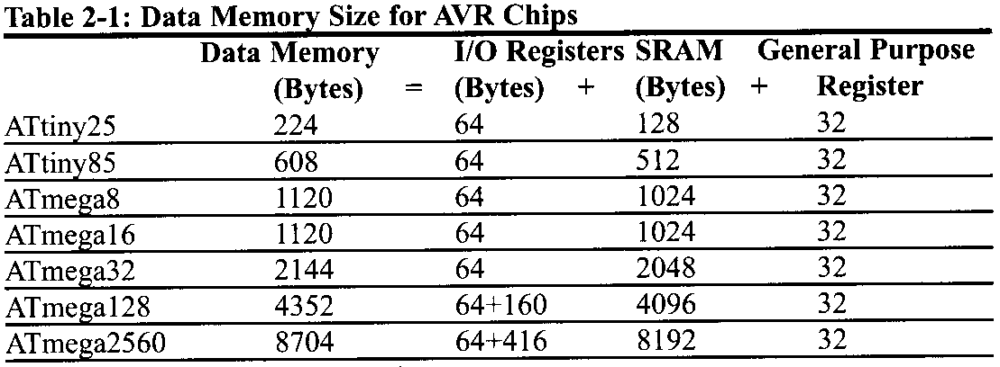 Table 2-1: Data Memory Size for AVR Chips
Data Memory I/O Registers SRAM General Purpose
(Bytes) = (Bytes) + (Bytes) + Register
ATtiny25 224 64 128 32
ATtiny85 608 64 512 32
ATmega8 1120 64 1024 32
ATmega16 1120 64 1024 32
ATmega32 2144 64 2048 32
ATmega128 4352 64+160 4096 32
ATmega2560 8704 64+416 8192 32